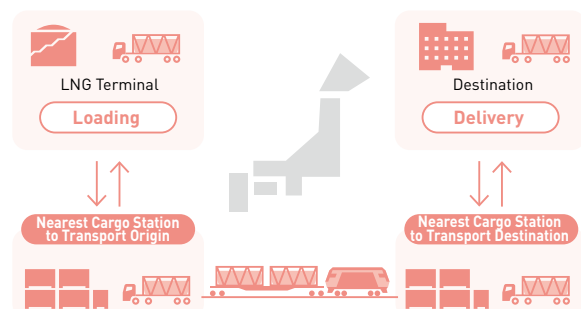 LNG Terminal
Loading
Destination
Delivery
Nearest Cargo Station
to Transport Origin
Nearest Cargo Station
to Transport Destination